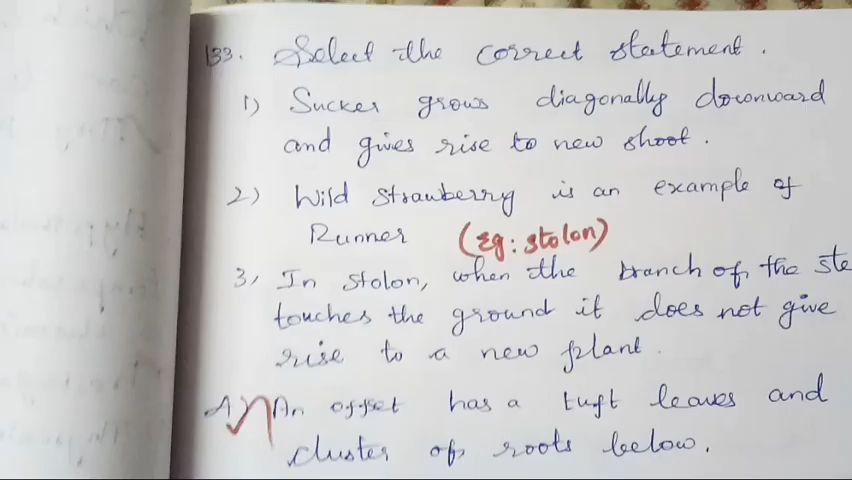 133. Select the correct statement.
1) Sucker grows diagonally downward
and gives rise to new shoot.
2) Wild strawberry is an example of
Runner (Eg: stolon)
3, In stolon, when the branch of the ste
touches the ground it does not give
rise to a new plant.
4) An offset has a tuft leaves and
cluster of roots below.